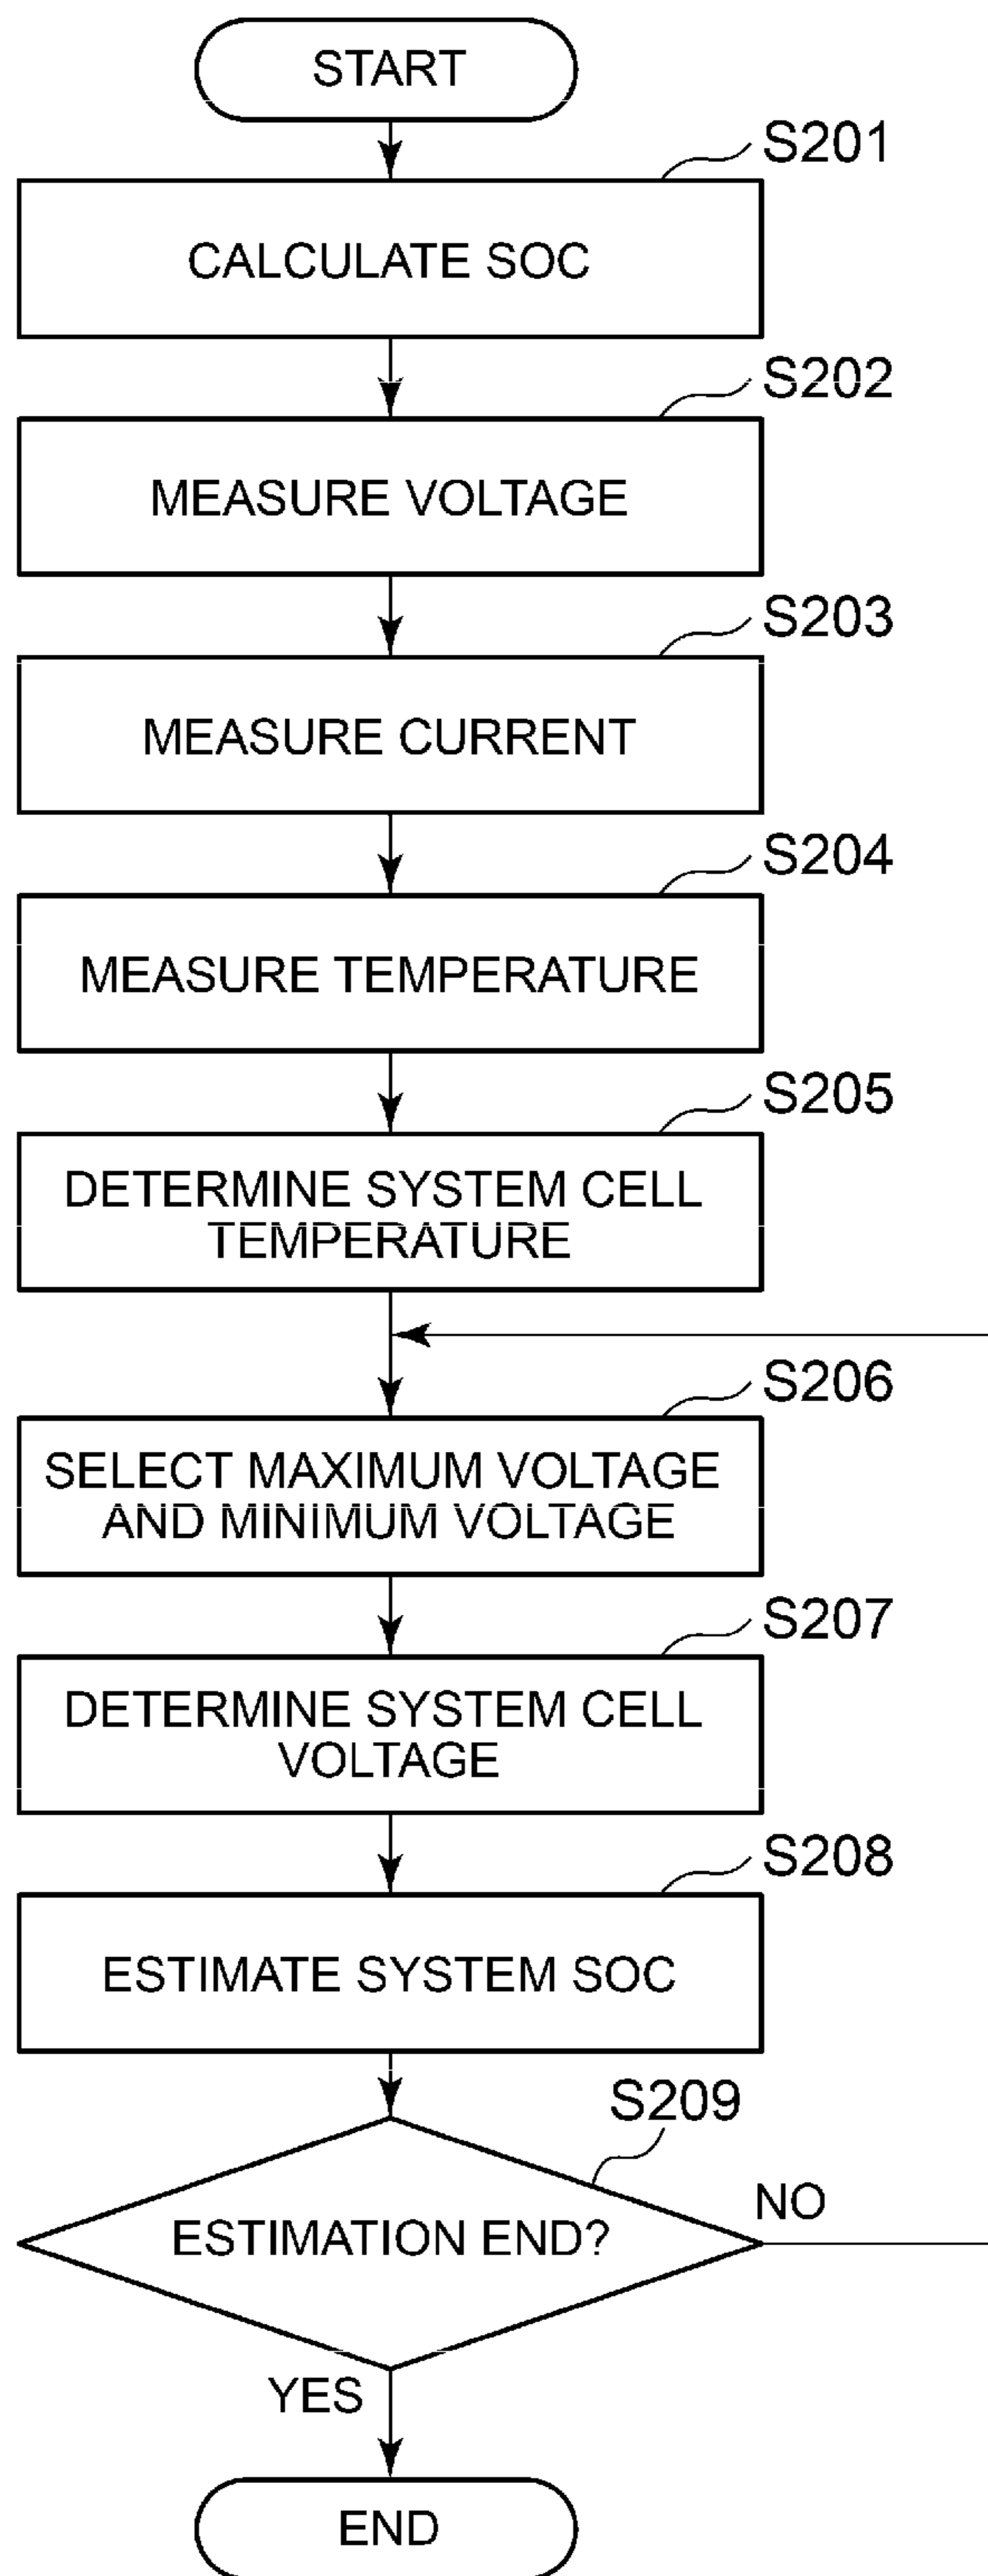 START
S201
CALCULATE SOC
S202
MEASURE VOLTAGE
S203
MEASURE CURRENT
S204
MEASURE TEMPERATURE
S205
DETERMINE SYSTEM CELL
TEMPERATURE
S206
SELECT MAXIMUM VOLTAGE
AND MINIMUM VOLTAGE
S207
DETERMINE SYSTEM CELL
VOLTAGE
S208
ESTIMATE SYSTEM SOC
S209
NO
ESTIMATION END?
YES
END